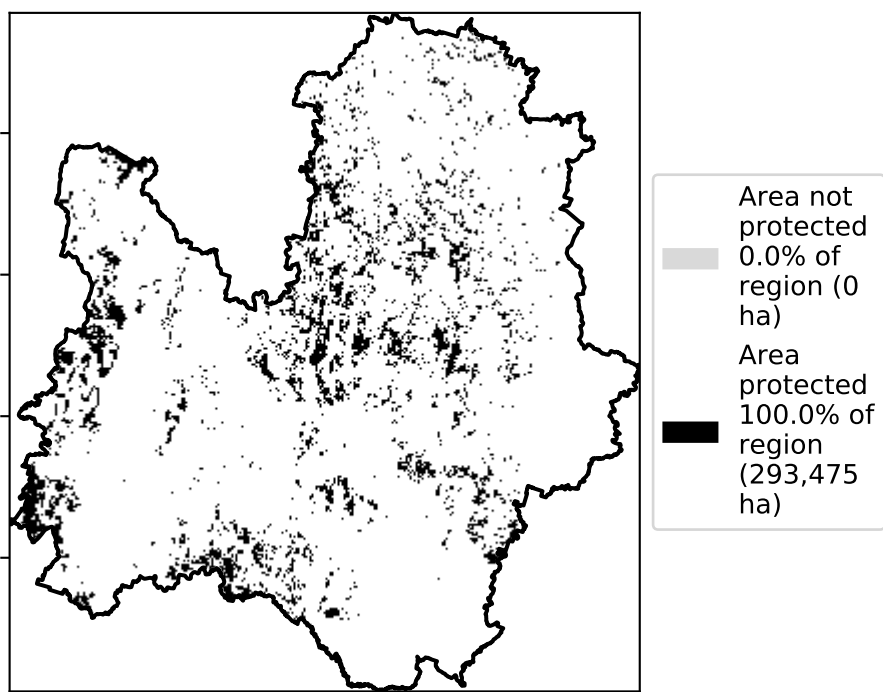 Area not
protected
0.0% of
region (0
ha)
Area
protected
100.0% of
region
(293,475
ha)